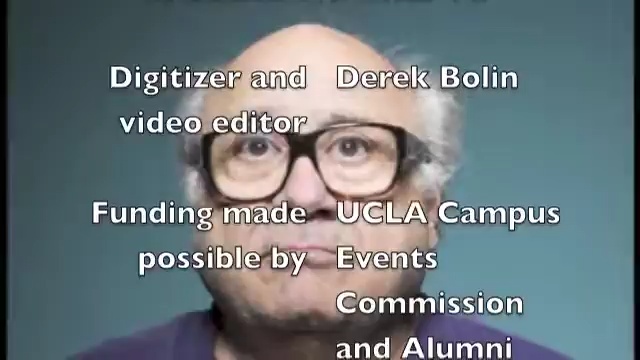 Digitizer and Derek Bolin
video editor
Funding made UCLA Campus
possible by Events
Commission
and Alumni